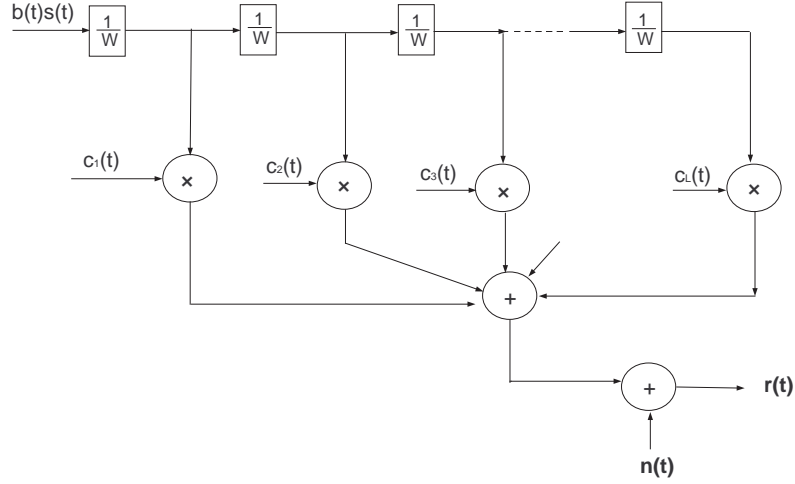 b(t)s(t)
1/W 1/W 1/W 1/W
c₁(t) c₂(t) c₃(t) c_L(t)
× × × ×
+
+ r(t)
n(t)